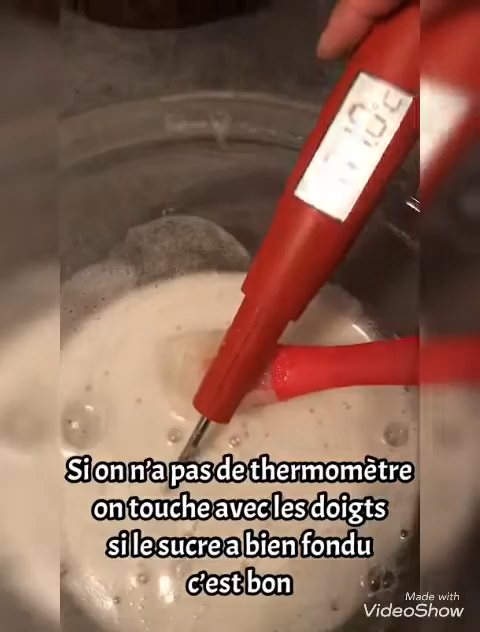 Si on n'a pas de thermomètre
on touche avec les doigts
si le sucre a bien fondu
c'est bon
Made with
VideoShow